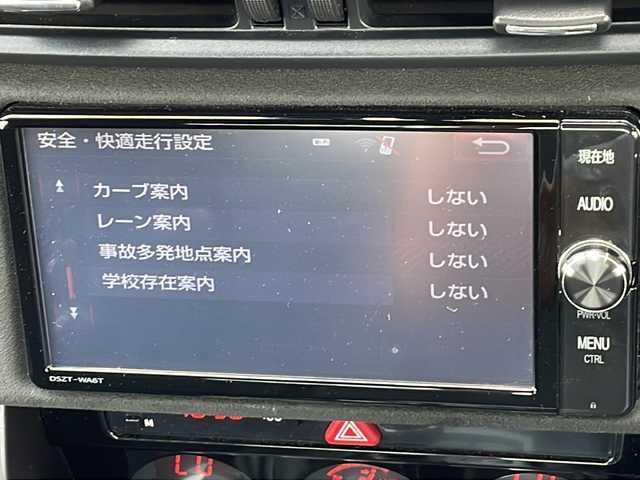 安全・快適走行設定
カーブ案内 しない
レーン案内 しない
事故多発地点案内 しない
学校存在案内 しない
現在地
AUDIO
PWR·VOL
MENU
CTRL
DSZT-WA6T
LO